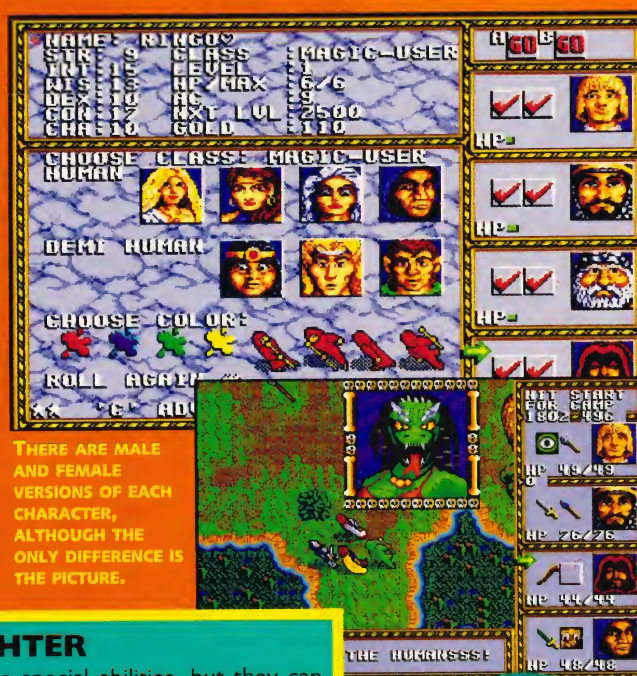 NAME: RINGO
STR: 9 CLASS :MAGIC-USER
INT: LEVEL :1
WIS: HP/MAX :6/6
DEX:10 AC
CON:17 NXT LVL :2500
CHA:10 GOLD :110
A GO B GO
HP
CHOOSE CLASS: MAGIC-USER
HUMAN
HP
DEMI HUMAN
HP
CHOOSE COLOR:
ROLL AGAIN
'C'
THERE ARE MALE
AND FEMALE
VERSIONS OF EACH
CHARACTER,
ALTHOUGH THE
ONLY DIFFERENCE IS
THE PICTURE.
HIT START
FOR CAMP
1802 496
HP 49/49
0
HP 76/76
HP 44/44
HP 48/48
THE HUMANSSS!
HTER
special abilities, but they can